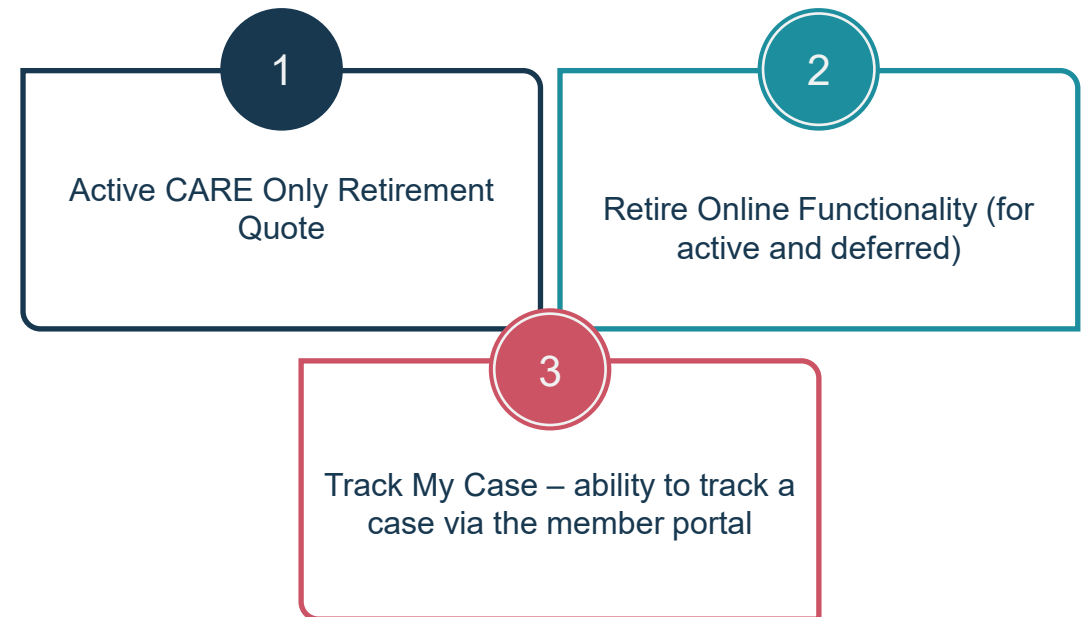 1
Active CARE Only Retirement
Quote
2
Retire Online Functionality (for
active and deferred)
3
Track My Case – ability to track a
case via the member portal